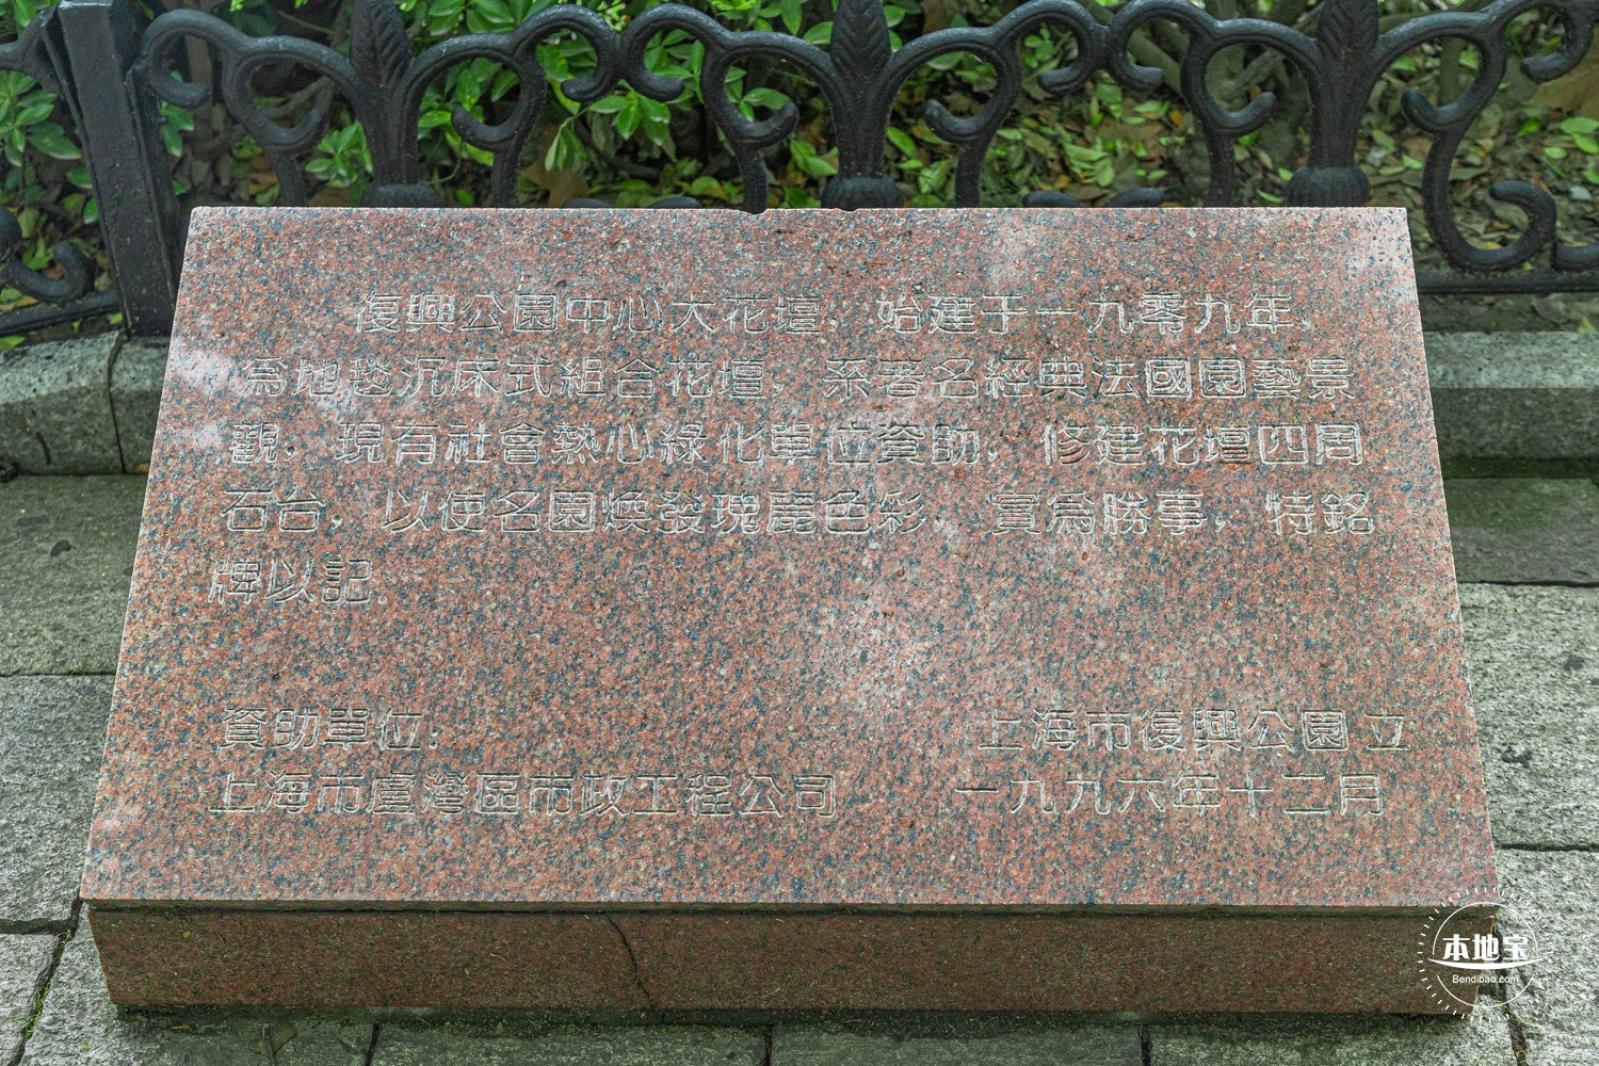 復興公園中心大花壇，始建于一九零九年，
為地毯沉床式組合花壇，系著名經典法國園藝景
觀，現有社會熱心綠化單位資助，修建花壇四周
石台，以使名園煥發瑰麗色彩，實為勝事，特銘
牌以記。
資助單位：
上海市盧灣區市政工程公司
上海市復興公園 立
一九九六年十二月
本地宝
Bendibao.com